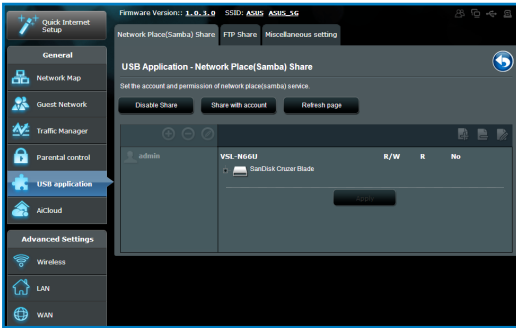 Quick Internet
Setup
Firmware Version:: 1.0.3.0 SSID: ASUS ASUS_5G
Network Place(Samba) Share FTP Share Miscellaneous setting
General
Network Map
Guest Network
Traffic Manager
Parental control
USB application
AiCloud
Advanced Settings
Wireless
LAN
WAN
USB Application - Network Place(Samba) Share
Set the account and permission of network place(samba) service.
Disable Share Share with account Refresh page
admin
VSL-N66U R/W R No
SanDisk Cruzer Blade
Apply